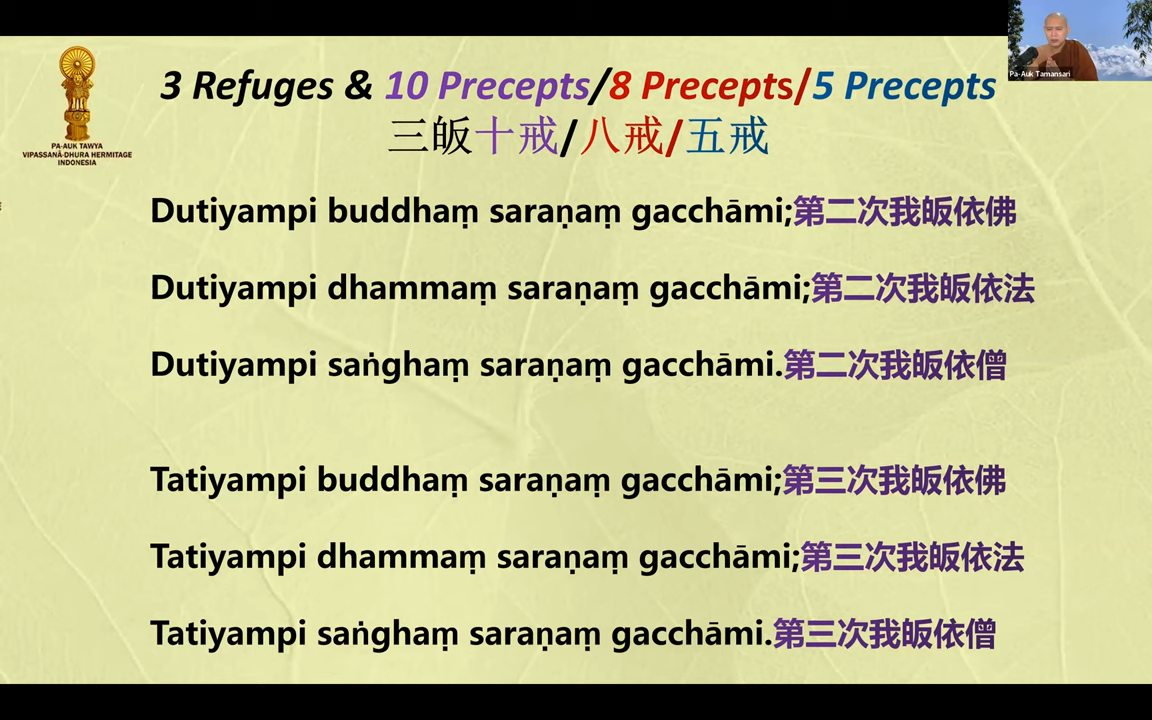 Pa-Auk Tamansari
PA-AUK TAWYA
VIPASSANĀ-DHURA HERMITAGE
INDONESIA
3 Refuges & 10 Precepts/8 Precepts/5 Precepts
三皈十戒/八戒/五戒
Dutiyampi buddhaṃ saraṇaṃ gacchāmi;第二次我皈依佛
Dutiyampi dhammaṃ saraṇaṃ gacchāmi;第二次我皈依法
Dutiyampi saṅghaṃ saraṇaṃ gacchāmi.第二次我皈依僧
Tatiyampi buddhaṃ saraṇaṃ gacchāmi;第三次我皈依佛
Tatiyampi dhammaṃ saraṇaṃ gacchāmi;第三次我皈依法
Tatiyampi saṅghaṃ saraṇaṃ gacchāmi.第三次我皈依僧